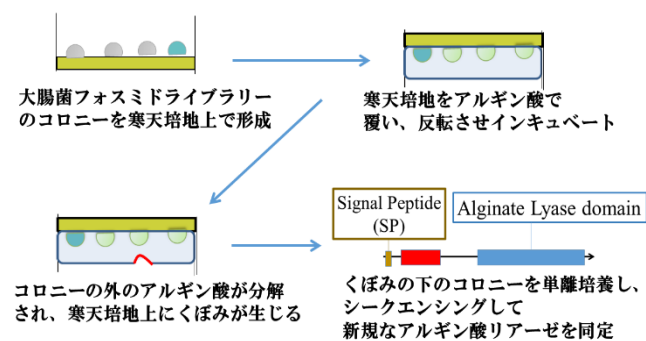 大腸菌フォスミドライブラリー
のコロニーを寒天培地上で形成
寒天培地をアルギン酸で
覆い、反転させインキュベート
コロニーの外のアルギン酸が分解
され、寒天培地上にくぼみが生じる
Signal Peptide
(SP)
Alginate Lyase domain
くぼみの下のコロニーを単離培養し、
シークエンシングして
新規なアルギン酸リアーゼを同定